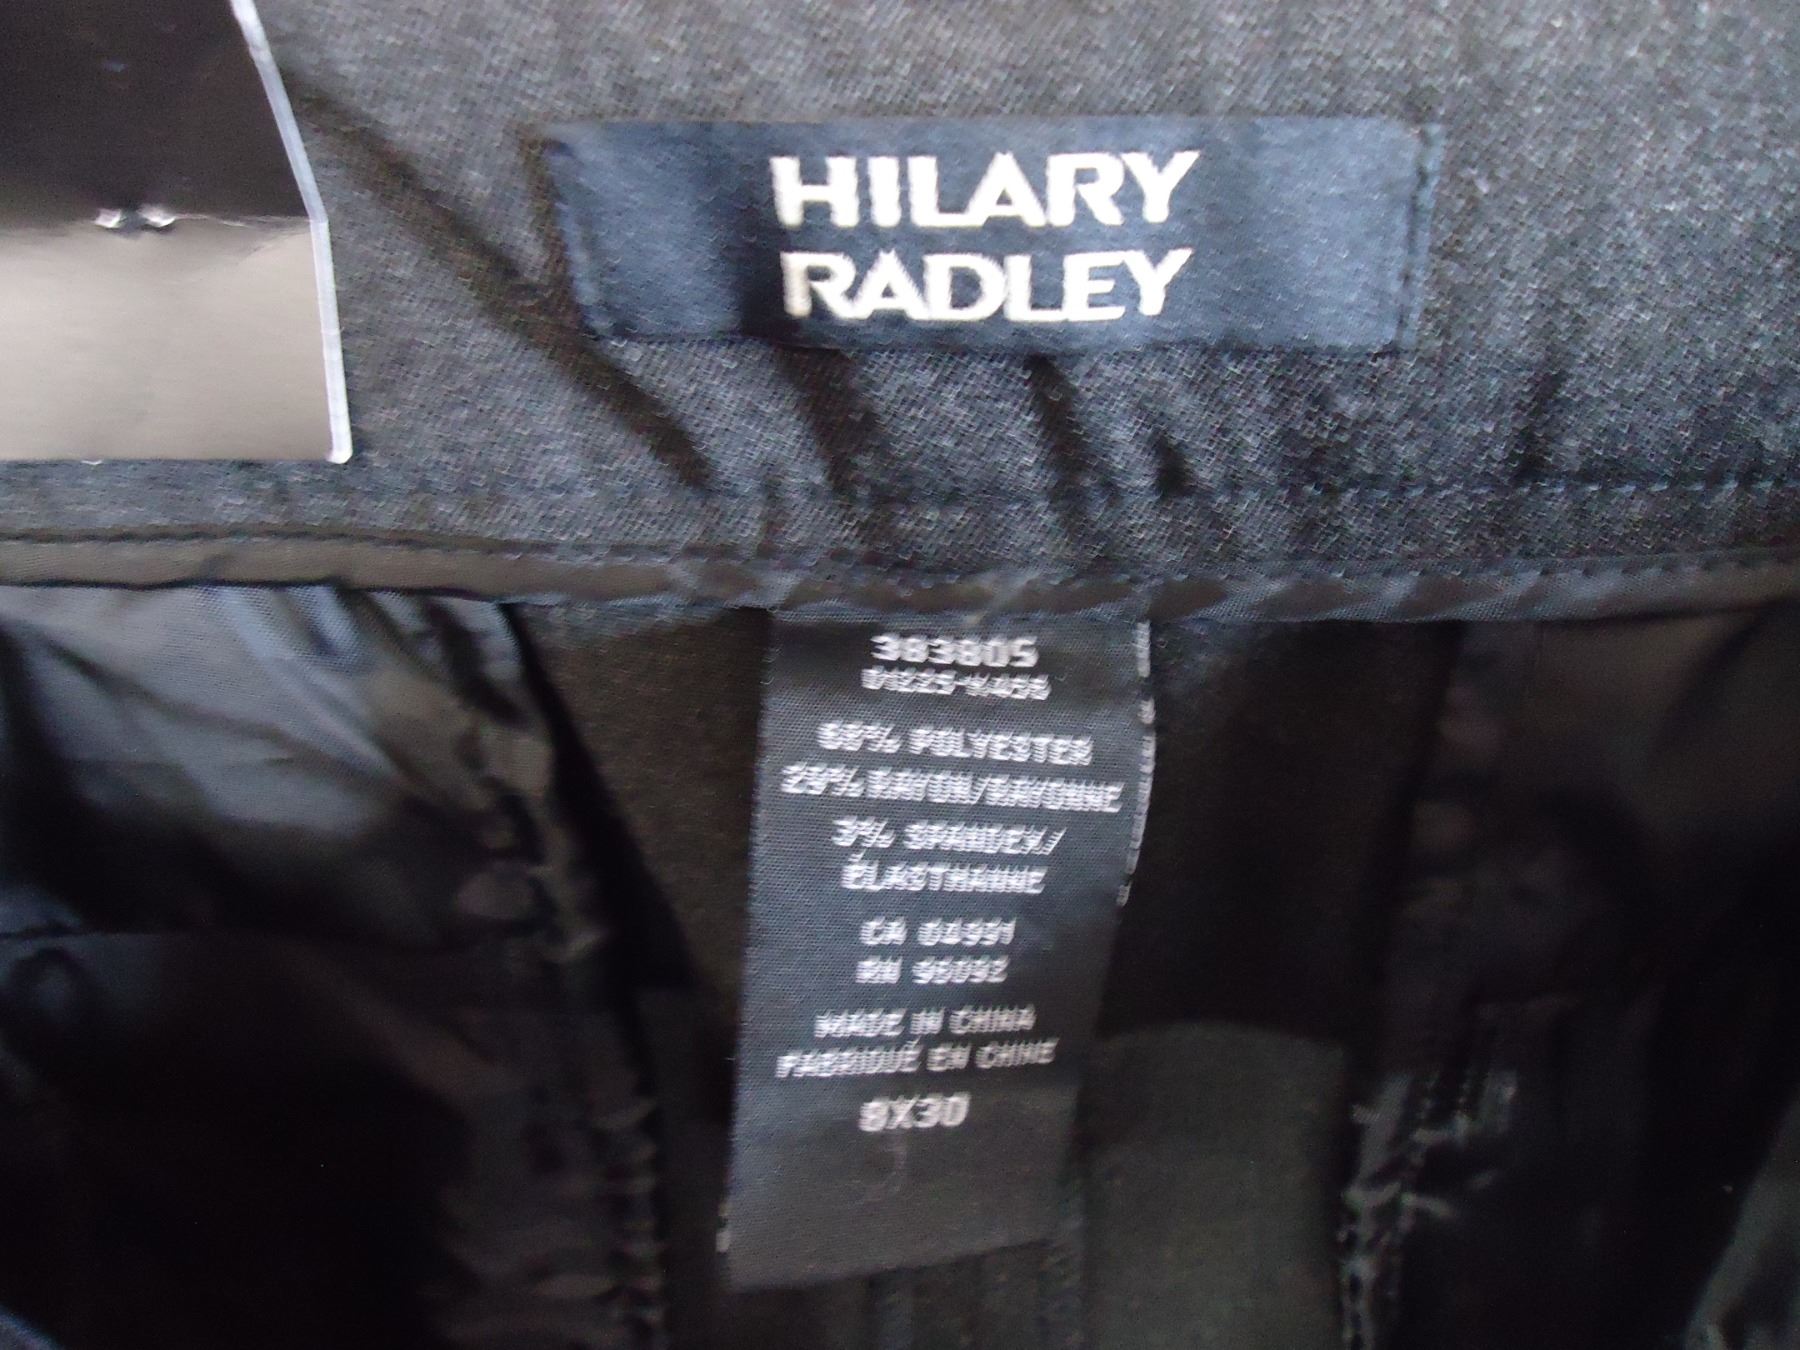 HILARY
RADLEY
383805
68% POLYESTER
29% RAYON/RAYONNE
3% SPANDEX/
ÉLASTHANNE
CA 04991
RN 96092
MADE IN CHINA
FABRIQUÉ EN CHINE
8X30